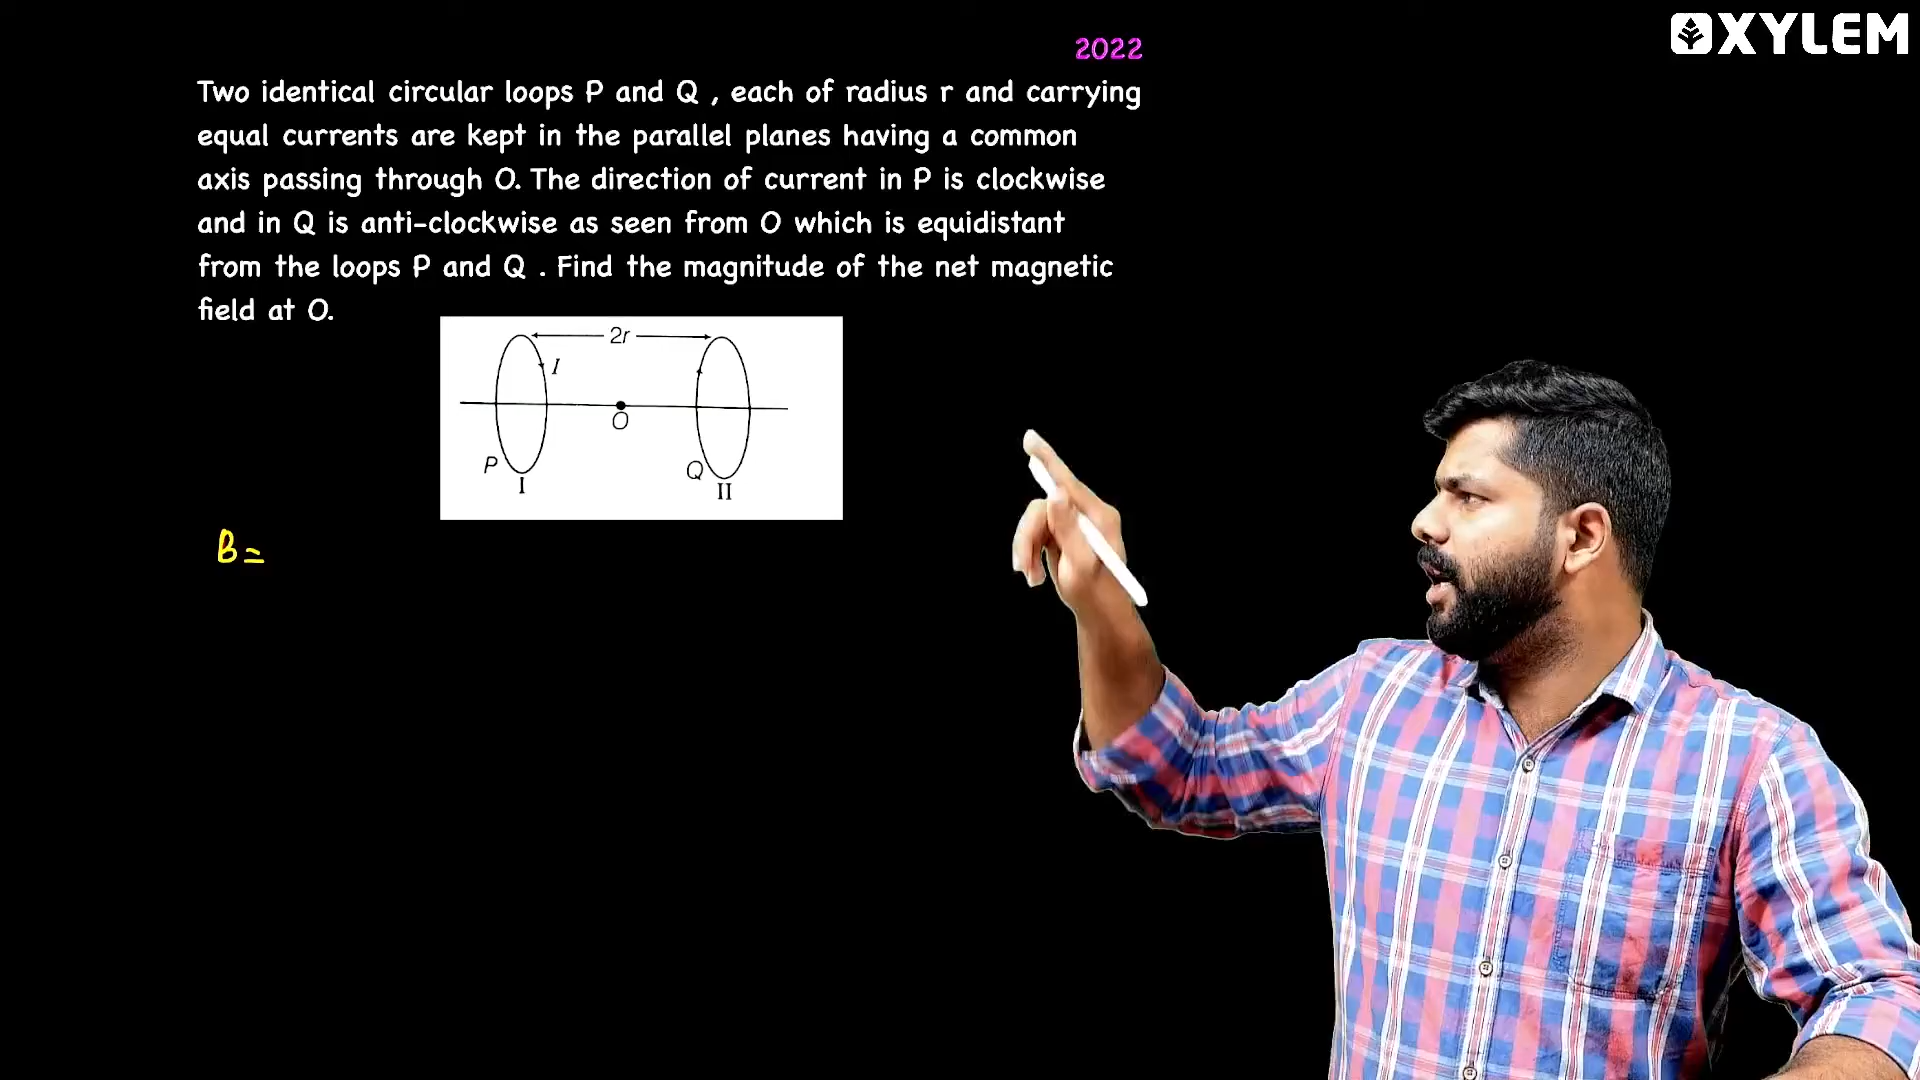 XYLEM
2022
Two identical circular loops P and Q , each of radius r and carrying
equal currents are kept in the parallel planes having a common
axis passing through O. The direction of current in P is clockwise
and in Q is anti-clockwise as seen from O which is equidistant
from the loops P and Q . Find the magnitude of the net magnetic
field at O.
2r
I
O
P
Q
I
II
B=